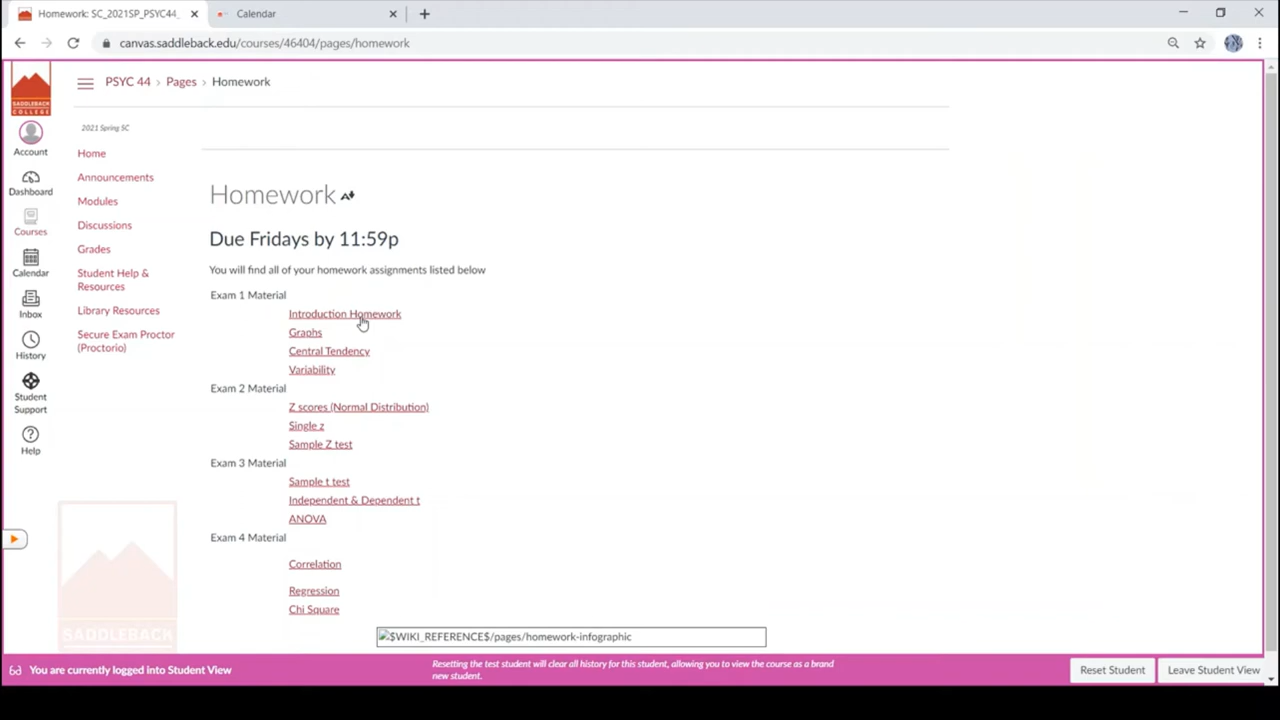 Homework: SC_2021SP_PSYC44_
Calendar
canvas.saddleback.edu/courses/46404/pages/homework
SADDLEBACK
COLLEGE
PSYC 44 > Pages > Homework
2021 Spring SC
Account
Dashboard
Courses
Calendar
Inbox
History
Student
Support
Help
Home
Announcements
Modules
Discussions
Grades
Student Help &
Resources
Library Resources
Secure Exam Proctor
(Proctorio)
Homework
Due Fridays by 11:59p
You will find all of your homework assignments listed below
Exam 1 Material
Introduction Homework
Graphs
Central Tendency
Variability
Exam 2 Material
Z scores (Normal Distribution)
Single z
Sample Z test
Exam 3 Material
Sample t test
Independent & Dependent t
ANOVA
Exam 4 Material
Correlation
Regression
Chi Square
$WIKI_REFERENCE$/pages/homework-infographic
SADDLEBACK
You are currently logged into Student View
Resetting the test student will clear all history for this student, allowing you to view the course as a brand
new student.
Reset Student
Leave Student View